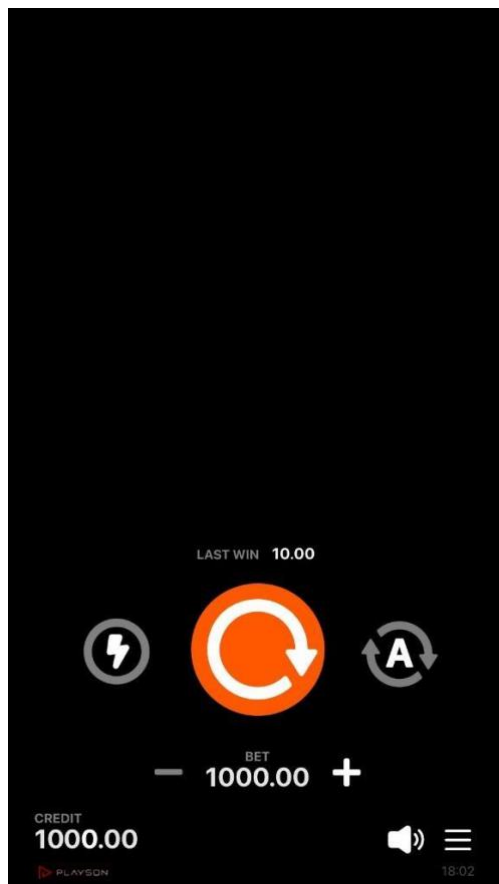 LAST WIN 10.00
A
BET
1000.00
CREDIT
1000.00
PLAYSON
18:02